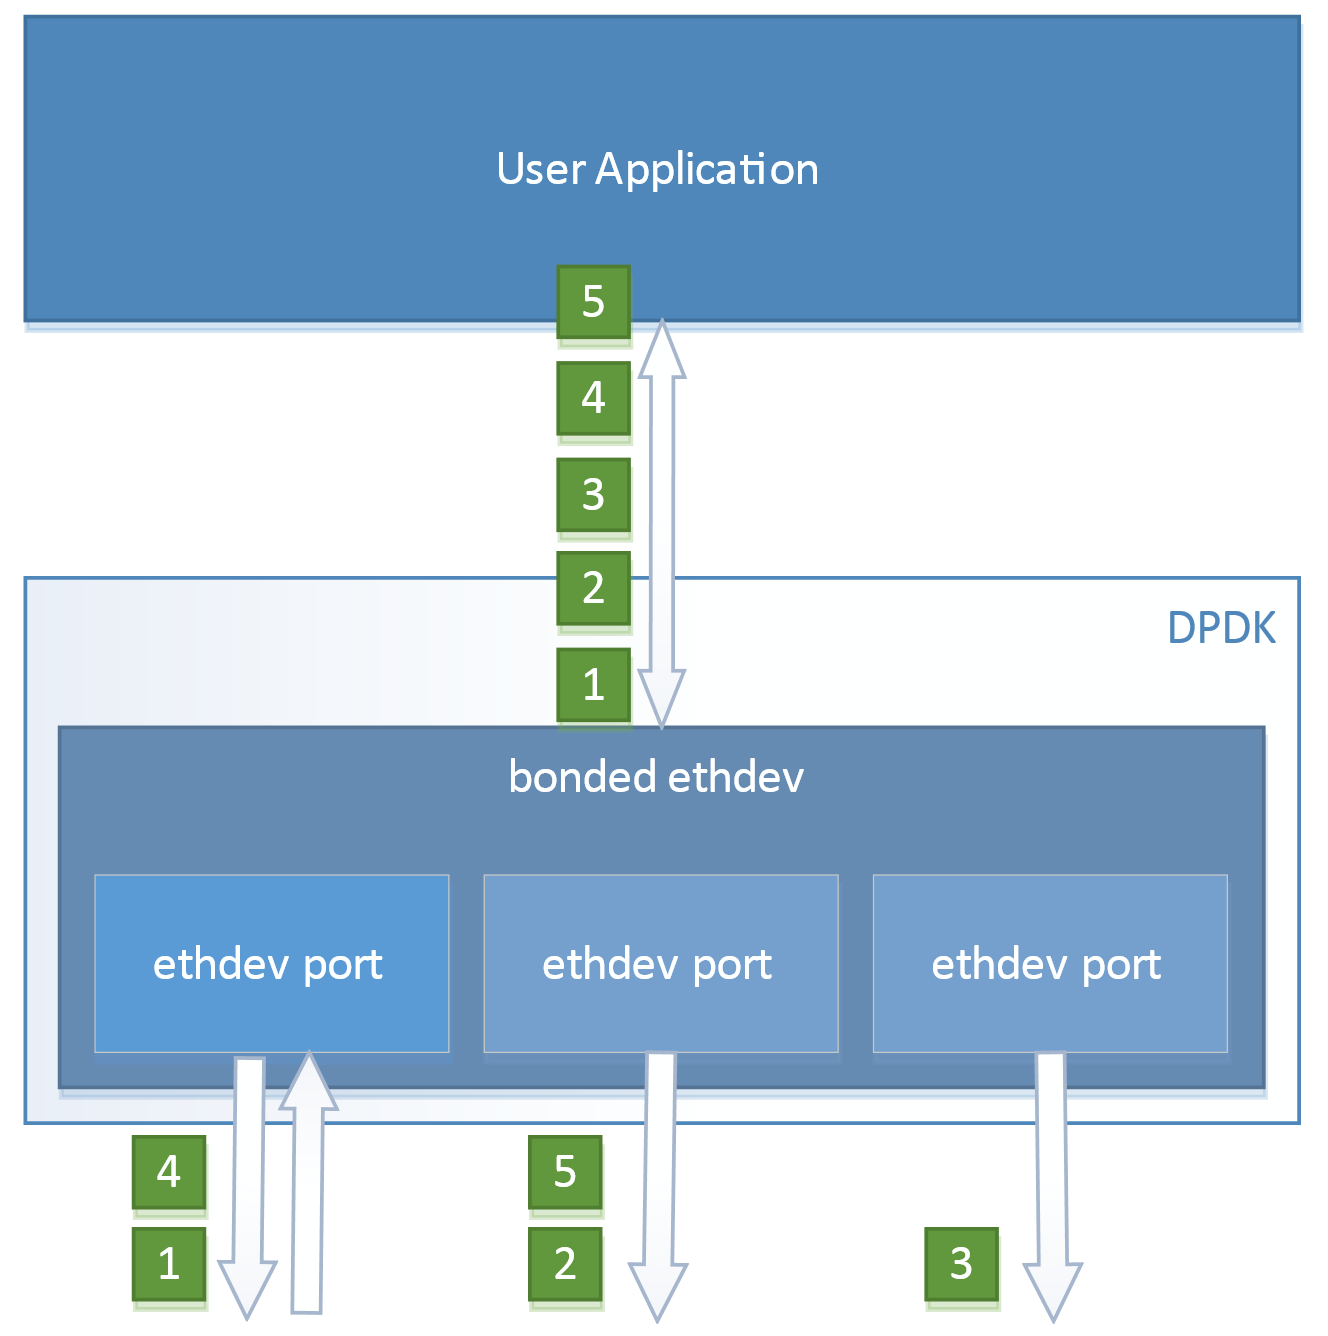 User Application
5
4
3
2
DPDK
1
bonded ethdev
ethdev port
ethdev port
ethdev port
4
5
1
2
3